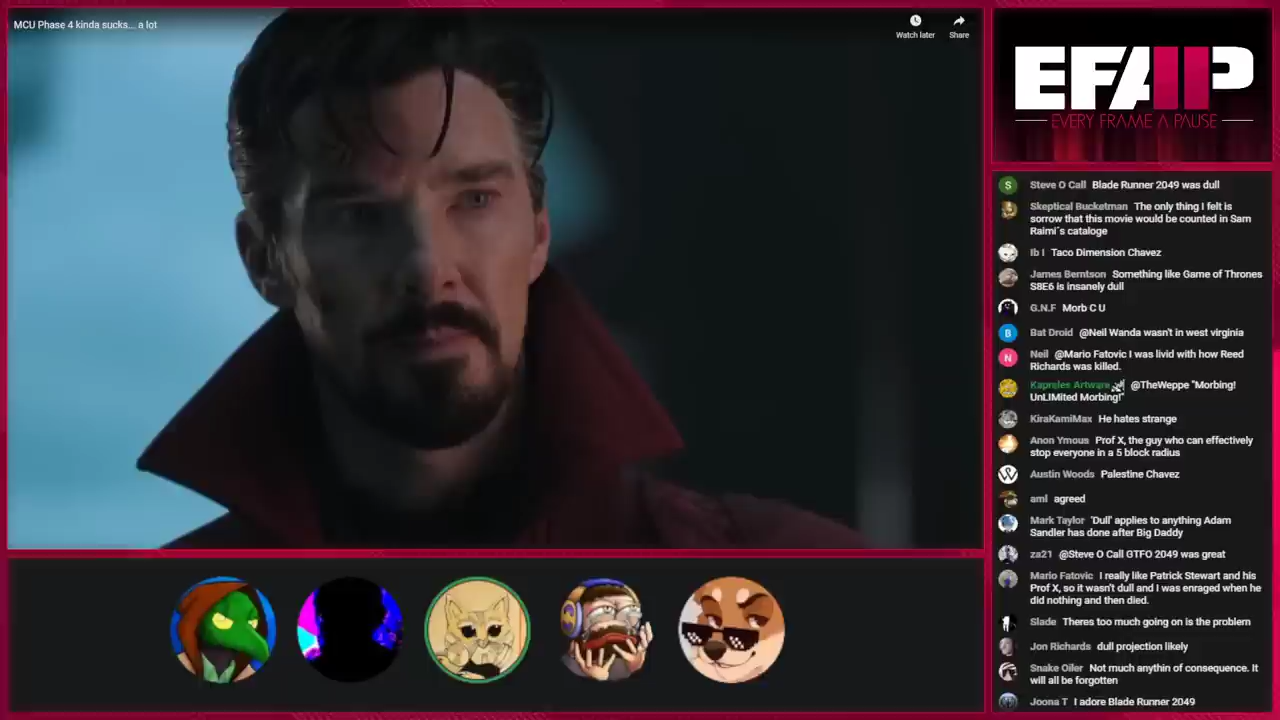 MCU Phase 4 kinda sucks... a lot
Watch later
Share
EFAP
EVERY FRAME A PAUSE
S
Steve O Call Blade Runner 2049 was dull
Skeptical Bucketman The only thing I felt is
sorrow that this movie would be counted in Sam
Raimi´s cataloge
Ib I Taco Dimension Chavez
James Berntson Something like Game of Thrones
S8E6 is insanely dull
G.N.F Morb C U
B
Bat Droid @Neil Wanda wasn't in west virginia
N
Neil @Mario Fatovic I was livid with how Reed
Richards was killed.
Kaproles Artware @TheWeppe "Morbing!
UnLIMited Morbing!"
KiraKamiMax He hates strange
Anon Ymous Prof X, the guy who can effectively
stop everyone in a 5 block radius
Austin Woods Palestine Chavez
aml agreed
Mark Taylor 'Dull' applies to anything Adam
Sandler has done after Big Daddy
za21 @Steve O Call GTFO 2049 was great
Mario Fatovic I really like Patrick Stewart and his
Prof X, so it wasn't dull and I was enraged when he
did nothing and then died.
Slade Theres too much going on is the problem
Jon Richards dull projection likely
Snake Oiler Not much anythin of consequence. It
will all be forgotten
Joona T I adore Blade Runner 2049